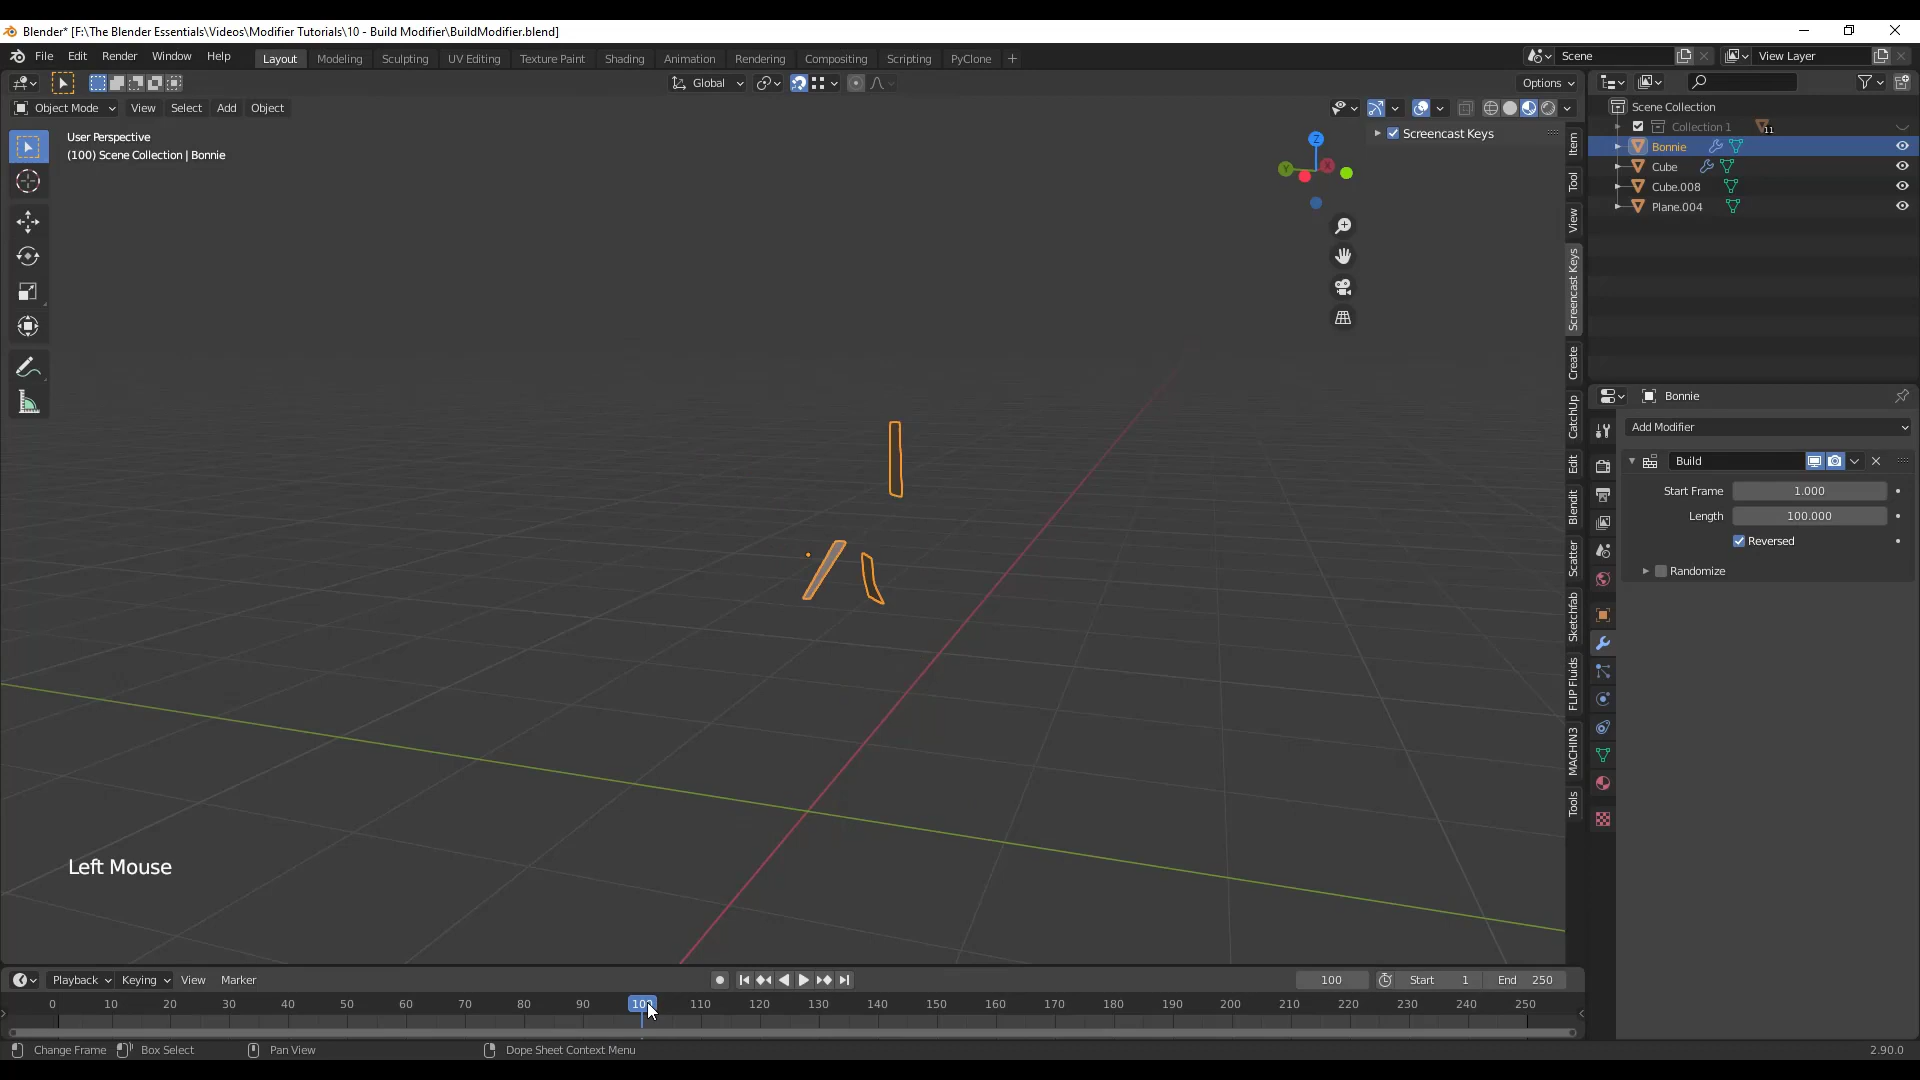 Blender* [F:\The Blender Essentials\Videos\Modifier Tutorials\10 - Build Modifier\BuildModifier.blend]
File Edit Render Window Help Layout Modeling Sculpting UV Editing Texture Paint Shading Animation Rendering Compositing Scripting PyClone + Scene View Layer
Global Options
Object Mode View Select Add Object
User Perspective
(100) Scene Collection | Bonnie
Screencast Keys
Z
Y
X
Item
Tool
View
Screencast Keys
Create
CatchUp
Edit
Blendit
Scatter
Sketchfab
FLIP Fluids
MACHIN3
Tools
Scene Collection
Collection 1 11
Bonnie
Cube
Cube.008
Plane.004
Bonnie
Add Modifier
Build
Start Frame 1.000
Length 100.000
Reversed
Randomize
Left Mouse
Playback Keying View Marker 100 Start 1 End 250
0 10 20 30 40 50 60 70 80 90 100 110 120 130 140 150 160 170 180 190 200 210 220 230 240 250
Change Frame Box Select Pan View Dope Sheet Context Menu 2.90.0